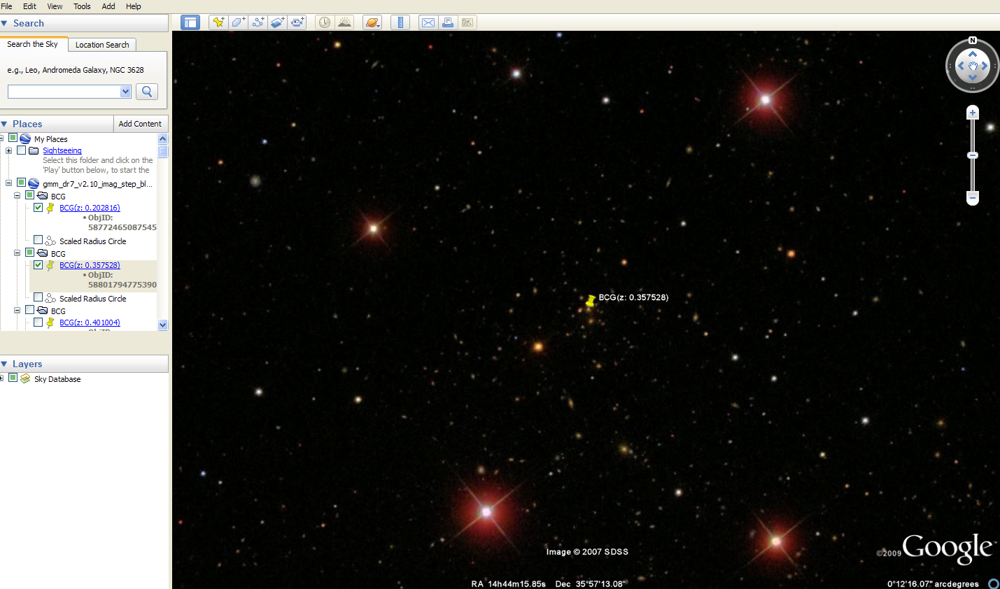 File Edit View Tools Add Help
Search
Search the Sky Location Search
e.g., Leo, Andromeda Galaxy, NGC 3628
Places Add Content
My Places
Sightseeing
Select this folder and click on the
'Play' button below, to start the
gmm_dr7_v2.10_imag_step_bl...
BCG
BCG(z: 0.202816)
• ObjID:
58772465087545
Scaled Radius Circle
BCG
BCG(z: 0.357528)
• ObjID:
58801794775390
Scaled Radius Circle
BCG
BCG(z: 0.401004)
Layers
Sky Database
N
BCG(z: 0.357528)
Image © 2007 SDSS
©2009 Google™
RA 14h44m15.85s Dec 35°57'13.08"
0°12'16.07" arcdegrees